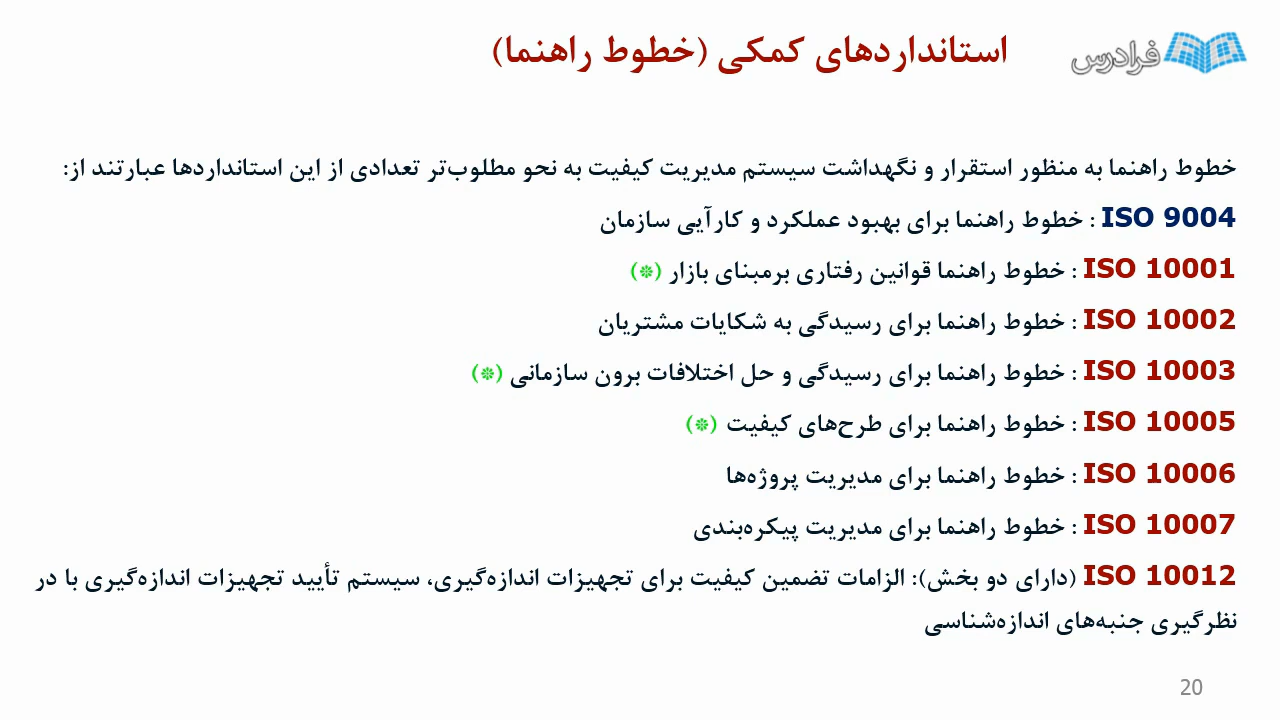 فرادرس
استانداردهای کمکی (خطوط راهنما)
خطوط راهنما به منظور استقرار و نگهداشت سیستم مدیریت کیفیت به نحو مطلوب‌تر تعدادی از این استانداردها عبارتند از:
ISO 9004 : خطوط راهنما برای بهبود عملکرد و کارآیی سازمان
ISO 10001 : خطوط راهنما قوانین رفتاری برمبنای بازار (*)
ISO 10002 : خطوط راهنما برای رسیدگی به شکایات مشتریان
ISO 10003 : خطوط راهنما برای رسیدگی و حل اختلافات برون سازمانی (*)
ISO 10005 : خطوط راهنما برای طرح‌های کیفیت (*)
ISO 10006 : خطوط راهنما برای مدیریت پروژه‌ها
ISO 10007 : خطوط راهنما برای مدیریت پیکره‌بندی
ISO 10012 (دارای دو بخش): الزامات تضمین کیفیت برای تجهیزات اندازه‌گیری، سیستم تأیید تجهیزات اندازه‌گیری با در
نظرگیری جنبه‌های اندازه‌شناسی
20